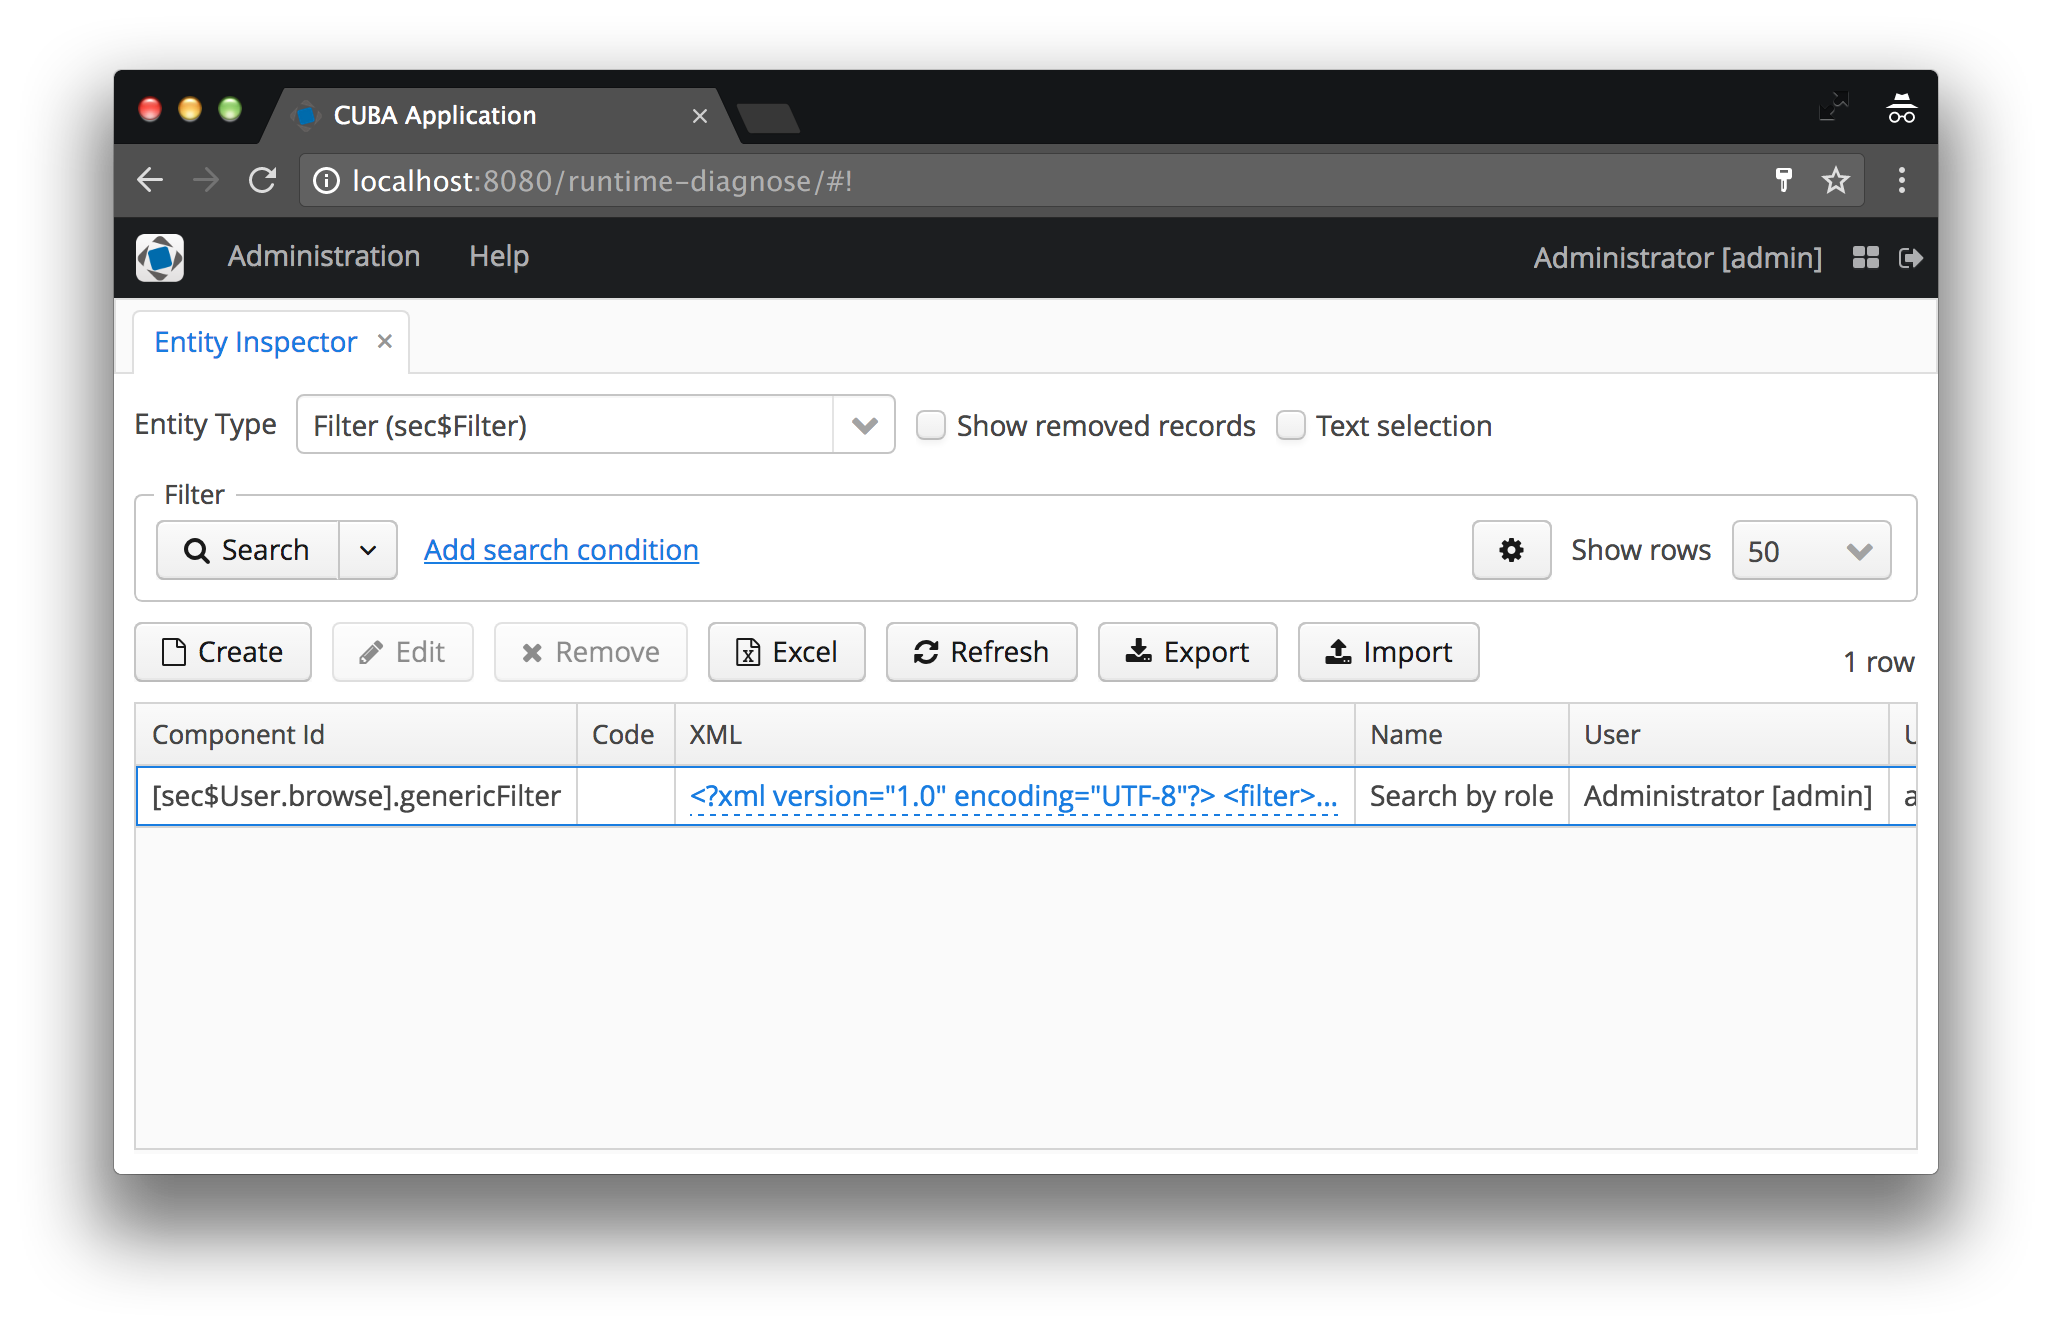 CUBA Application
localhost:8080/runtime-diagnose/#!
Administration Help Administrator [admin]
Entity Inspector
Entity Type Filter (sec$Filter) Show removed records Text selection
Filter
Search Add search condition Show rows 50
Create Edit Remove Excel Refresh Export Import 1 row
Component Id Code XML Name User
[sec$User.browse].genericFilter <?xml version="1.0" encoding="UTF-8"?> <filter>... Search by role Administrator [admin]